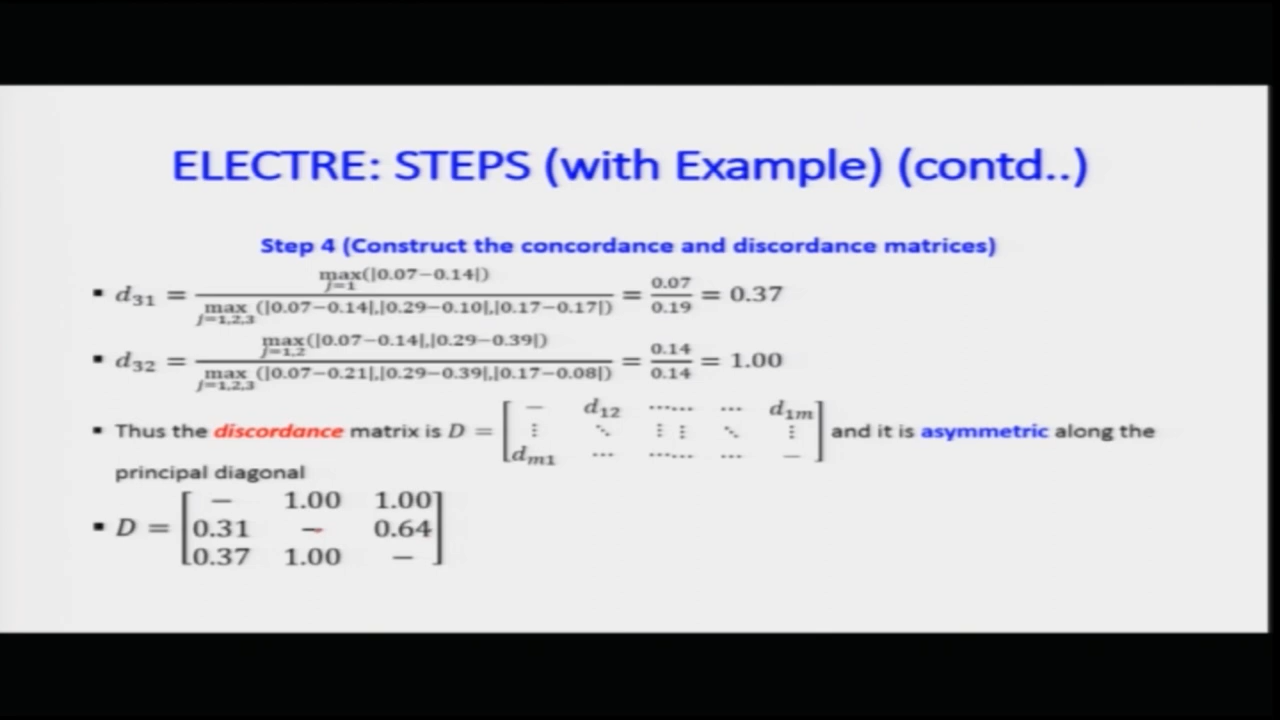 ELECTRE: STEPS (with Example) (contd..)
Step 4 (Construct the concordance and discordance matrices)
▪ d₃₁ = max_{j=1}(|0.07−0.14|) / max_{j=1,2,3}(|0.07−0.14|,|0.29−0.10|,|0.17−0.17|) = 0.07/0.19 = 0.37
▪ d₃₂ = max_{j=1,2}(|0.07−0.14|,|0.29−0.39|) / max_{j=1,2,3}(|0.07−0.21|,|0.29−0.39|,|0.17−0.08|) = 0.14/0.14 = 1.00
▪ Thus the discordance matrix is D = [− d₁₂ ⋯⋯ ⋯ d₁ₘ; ⋮ ⋱ ⋮ ⋮ ⋱ ⋮; dₘ₁ ⋯ ⋯⋯ ⋯ −] and it is asymmetric along the
principal diagonal
▪ D = [− 1.00 1.00; 0.31 − 0.64; 0.37 1.00 −]